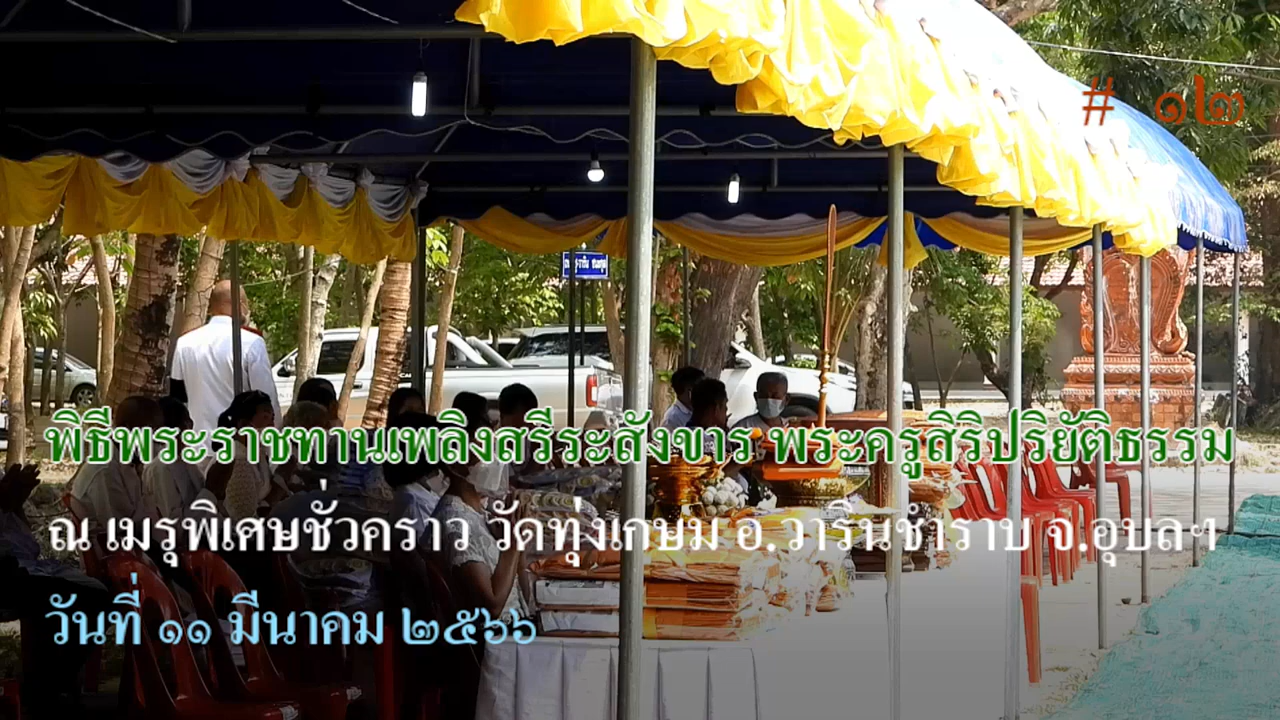 # ๑๒
พิธีพระราชทานเพลิงสรีระสังขาร พระครูสิริปริยัติธรรม
ณ เมรุพิเศษชั่วคราว วัดทุ่งเกษม อ.วารินชำราบ จ.อุบลฯ
วันที่ ๑๑ มีนาคม ๒๕๖๖